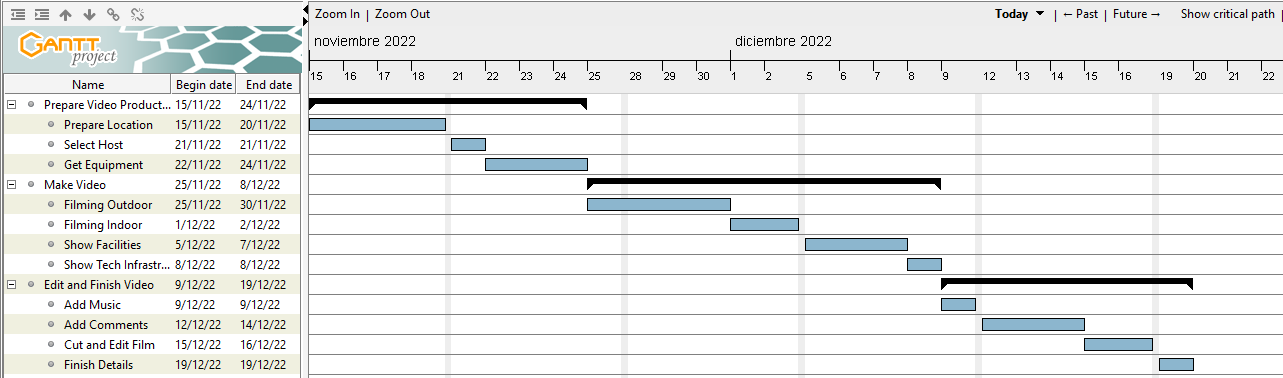 Zoom In | Zoom Out
Today | ← Past | Future → Show critical path |
GANTT
project
noviembre 2022 diciembre 2022
15 16 17 18 21 22 23 24 25 28 29 30 1 2 5 6 7 8 9 12 13 14 15 16 19 20 21 22
Name Begin date End date
Prepare Video Product... 15/11/22 24/11/22
Prepare Location 15/11/22 20/11/22
Select Host 21/11/22 21/11/22
Get Equipment 22/11/22 24/11/22
Make Video 25/11/22 8/12/22
Filming Outdoor 25/11/22 30/11/22
Filming Indoor 1/12/22 2/12/22
Show Facilities 5/12/22 7/12/22
Show Tech Infrastr... 8/12/22 8/12/22
Edit and Finish Video 9/12/22 19/12/22
Add Music 9/12/22 9/12/22
Add Comments 12/12/22 14/12/22
Cut and Edit Film 15/12/22 16/12/22
Finish Details 19/12/22 19/12/22